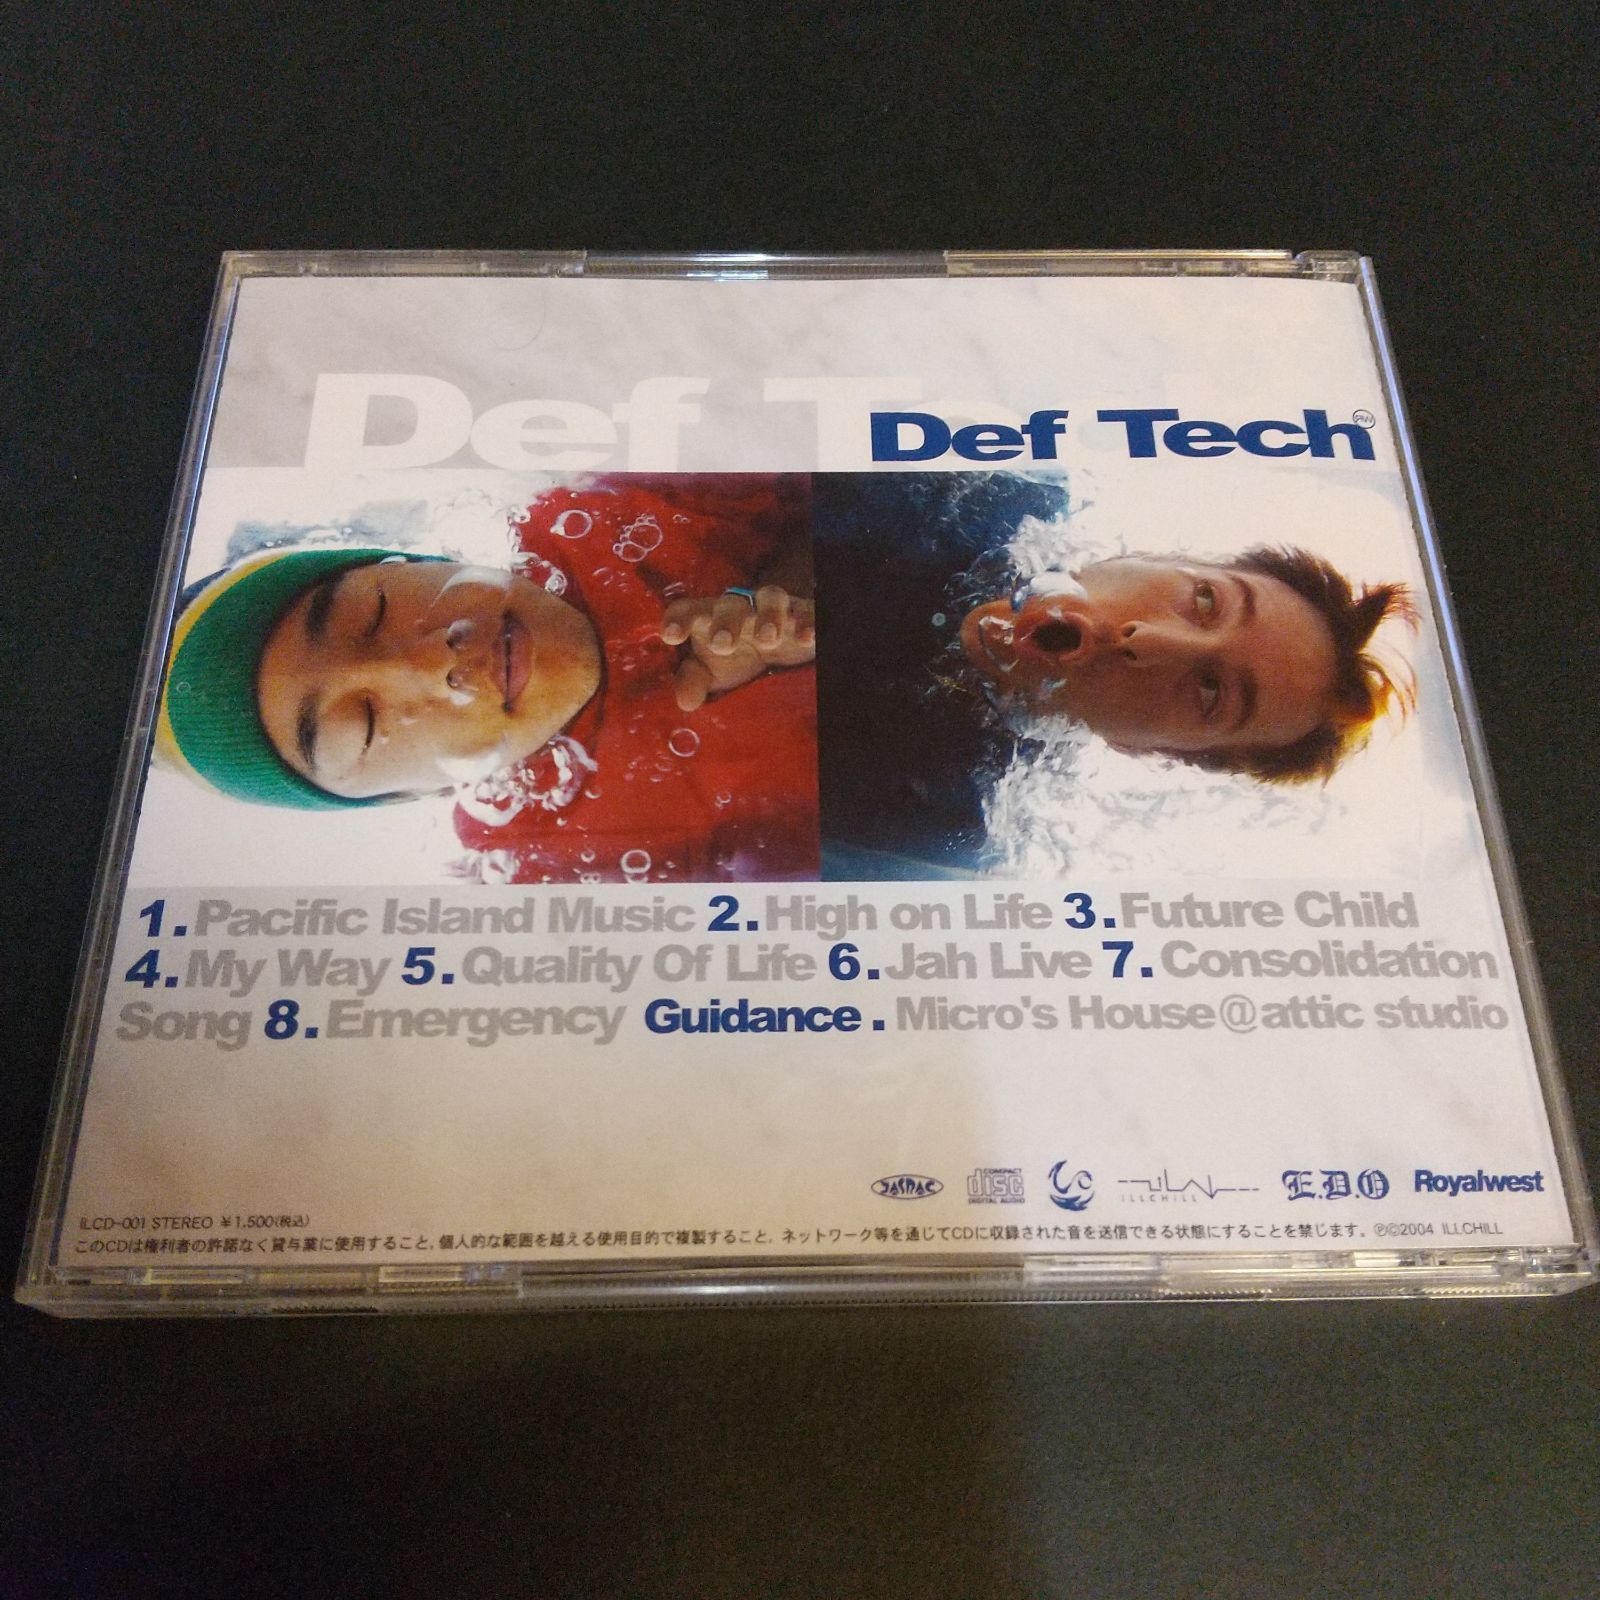 Def Tech
Def Tech
RW
1.Pacific Island Music 2.High on Life 3.Future Child
4.My Way 5.Quality Of Life 6.Jah Live 7.Consolidation
Song 8.Emergency Guidance. Micro's House@attic studio
JASRAC COMPACT disc DIGITAL AUDIO ILLCHILL E.D.O Royalwest
ILCD-001 STEREO ¥1,500(税込)
このCDは権利者の許諾なく賃与業に使用すること, 個人的な範囲を越える使用目的で複製すること, ネットワーク等を通じてCDに収録された音を送信できる状態にすることを禁じます。℗©2004 ILLCHILL